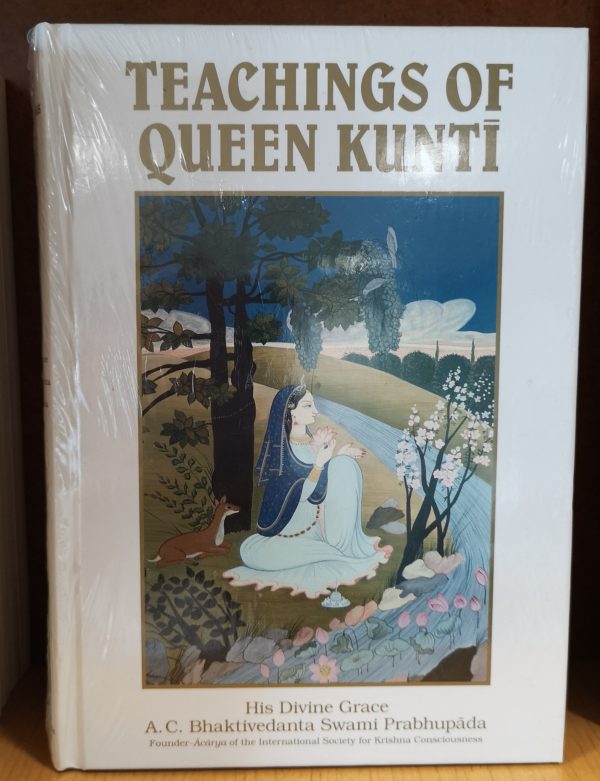 TEACHINGS OF
QUEEN KUNTĪ
His Divine Grace
A.C. Bhaktivedanta Swami Prabhupāda
Founder-Ācārya of the International Society for Krishna Consciousness